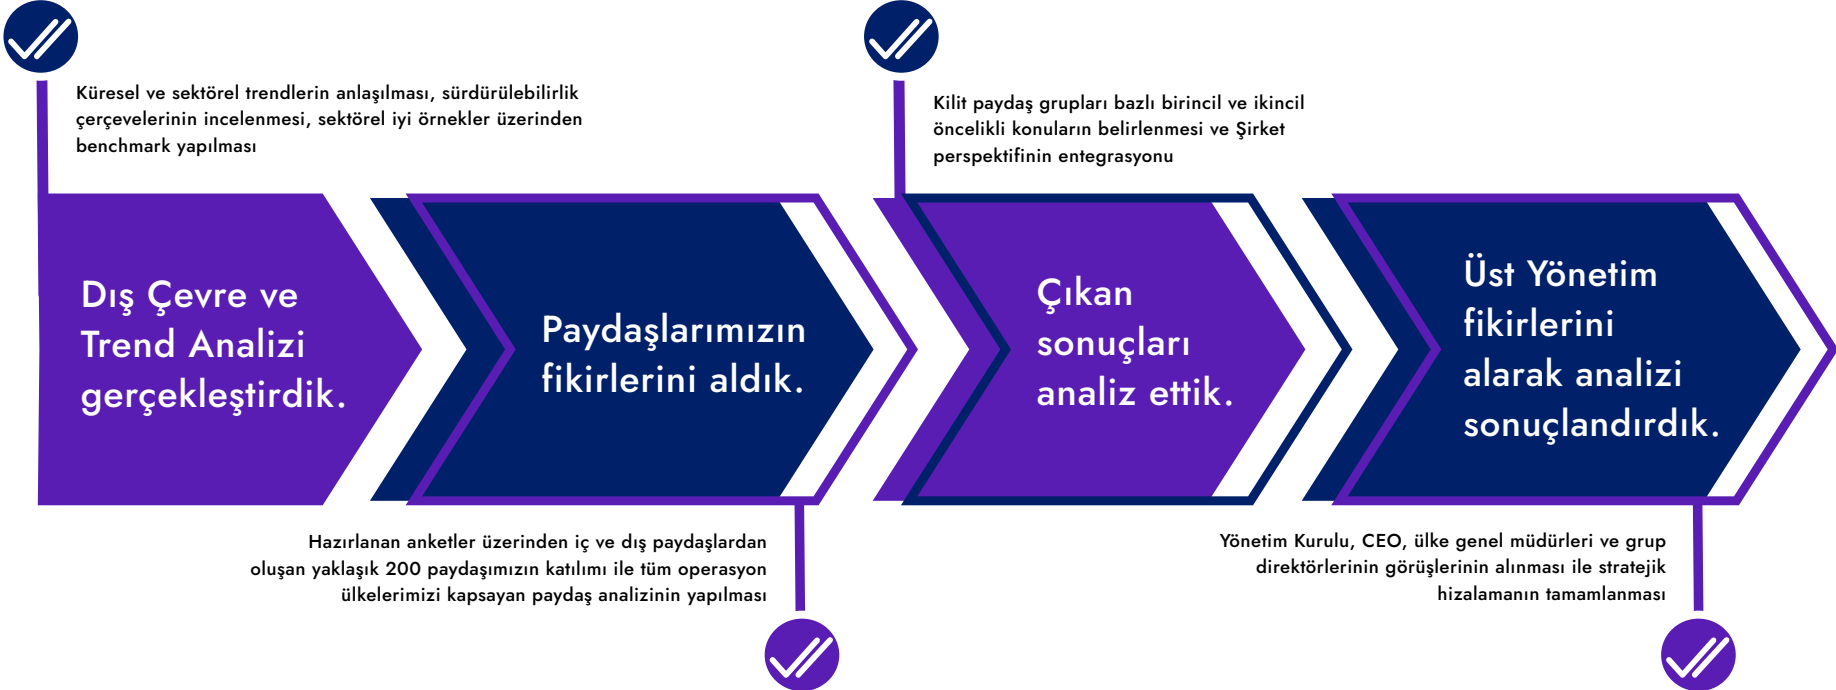 Küresel ve sektörel trendlerin anlaşılması, sürdürülebilirlik
çerçevelerinin incelenmesi, sektörel iyi örnekler üzerinden
benchmark yapılması
Dış Çevre ve
Trend Analizi
gerçekleştirdik.
Paydaşlarımızın
fikirlerini aldık.
Hazırlanan anketler üzerinden iç ve dış paydaşlardan
oluşan yaklaşık 200 paydaşımızın katılımı ile tüm operasyon
ülkelerimizi kapsayan paydaş analizinin yapılması
Kilit paydaş grupları bazlı birincil ve ikincil
öncelikli konuların belirlenmesi ve Şirket
perspektifinin entegrasyonu
Çıkan
sonuçları
analiz ettik.
Üst Yönetim
fikirlerini
alarak analizi
sonuçlandırdık.
Yönetim Kurulu, CEO, ülke genel müdürleri ve grup
direktörlerinin görüşlerinin alınması ile stratejik
hizalamanın tamamlanması